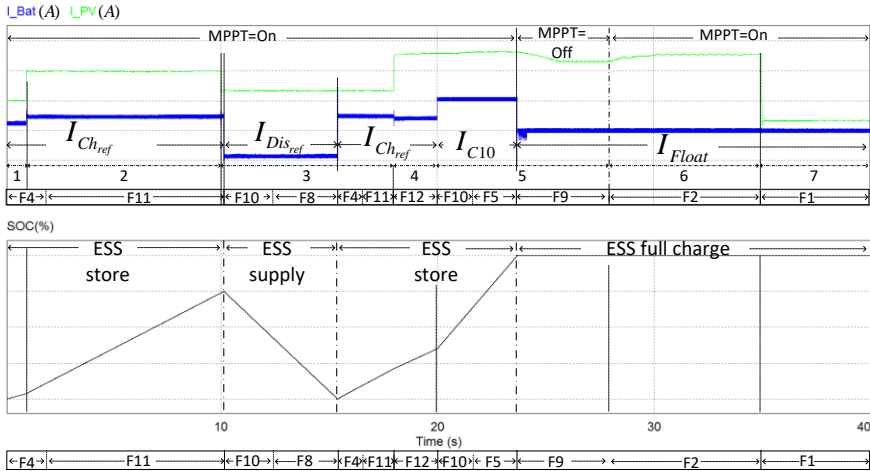 I_Bat (A) I_PV (A)
MPPT=On MPPT= MPPT=On
Off
I_Ch_ref I_Dis_ref I_Ch_ref I_C10 I_Float
1 2 3 4 5 6 7
F4 F11 F10 F8 F4 F11 F12 F10 F5 F9 F2 F1
SOC(%)
ESS ESS ESS ESS full charge
store supply store
10 20 30 40
Time (s)
F4 F11 F10 F8 F4 F11 F12 F10 F5 F9 F2 F1